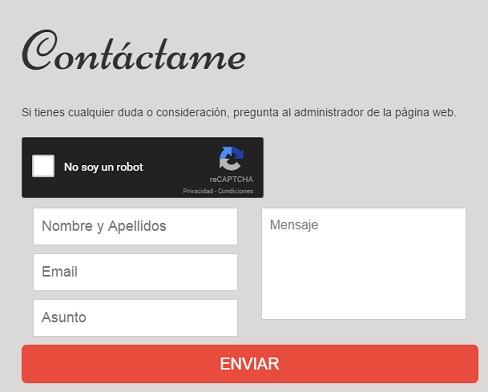 Contáctame
Si tienes cualquier duda o consideración, pregunta al administrador de la página web.
No soy un robot
reCAPTCHA
Privacidad - Condiciones
Nombre y Apellidos
Email
Asunto
Mensaje
ENVIAR